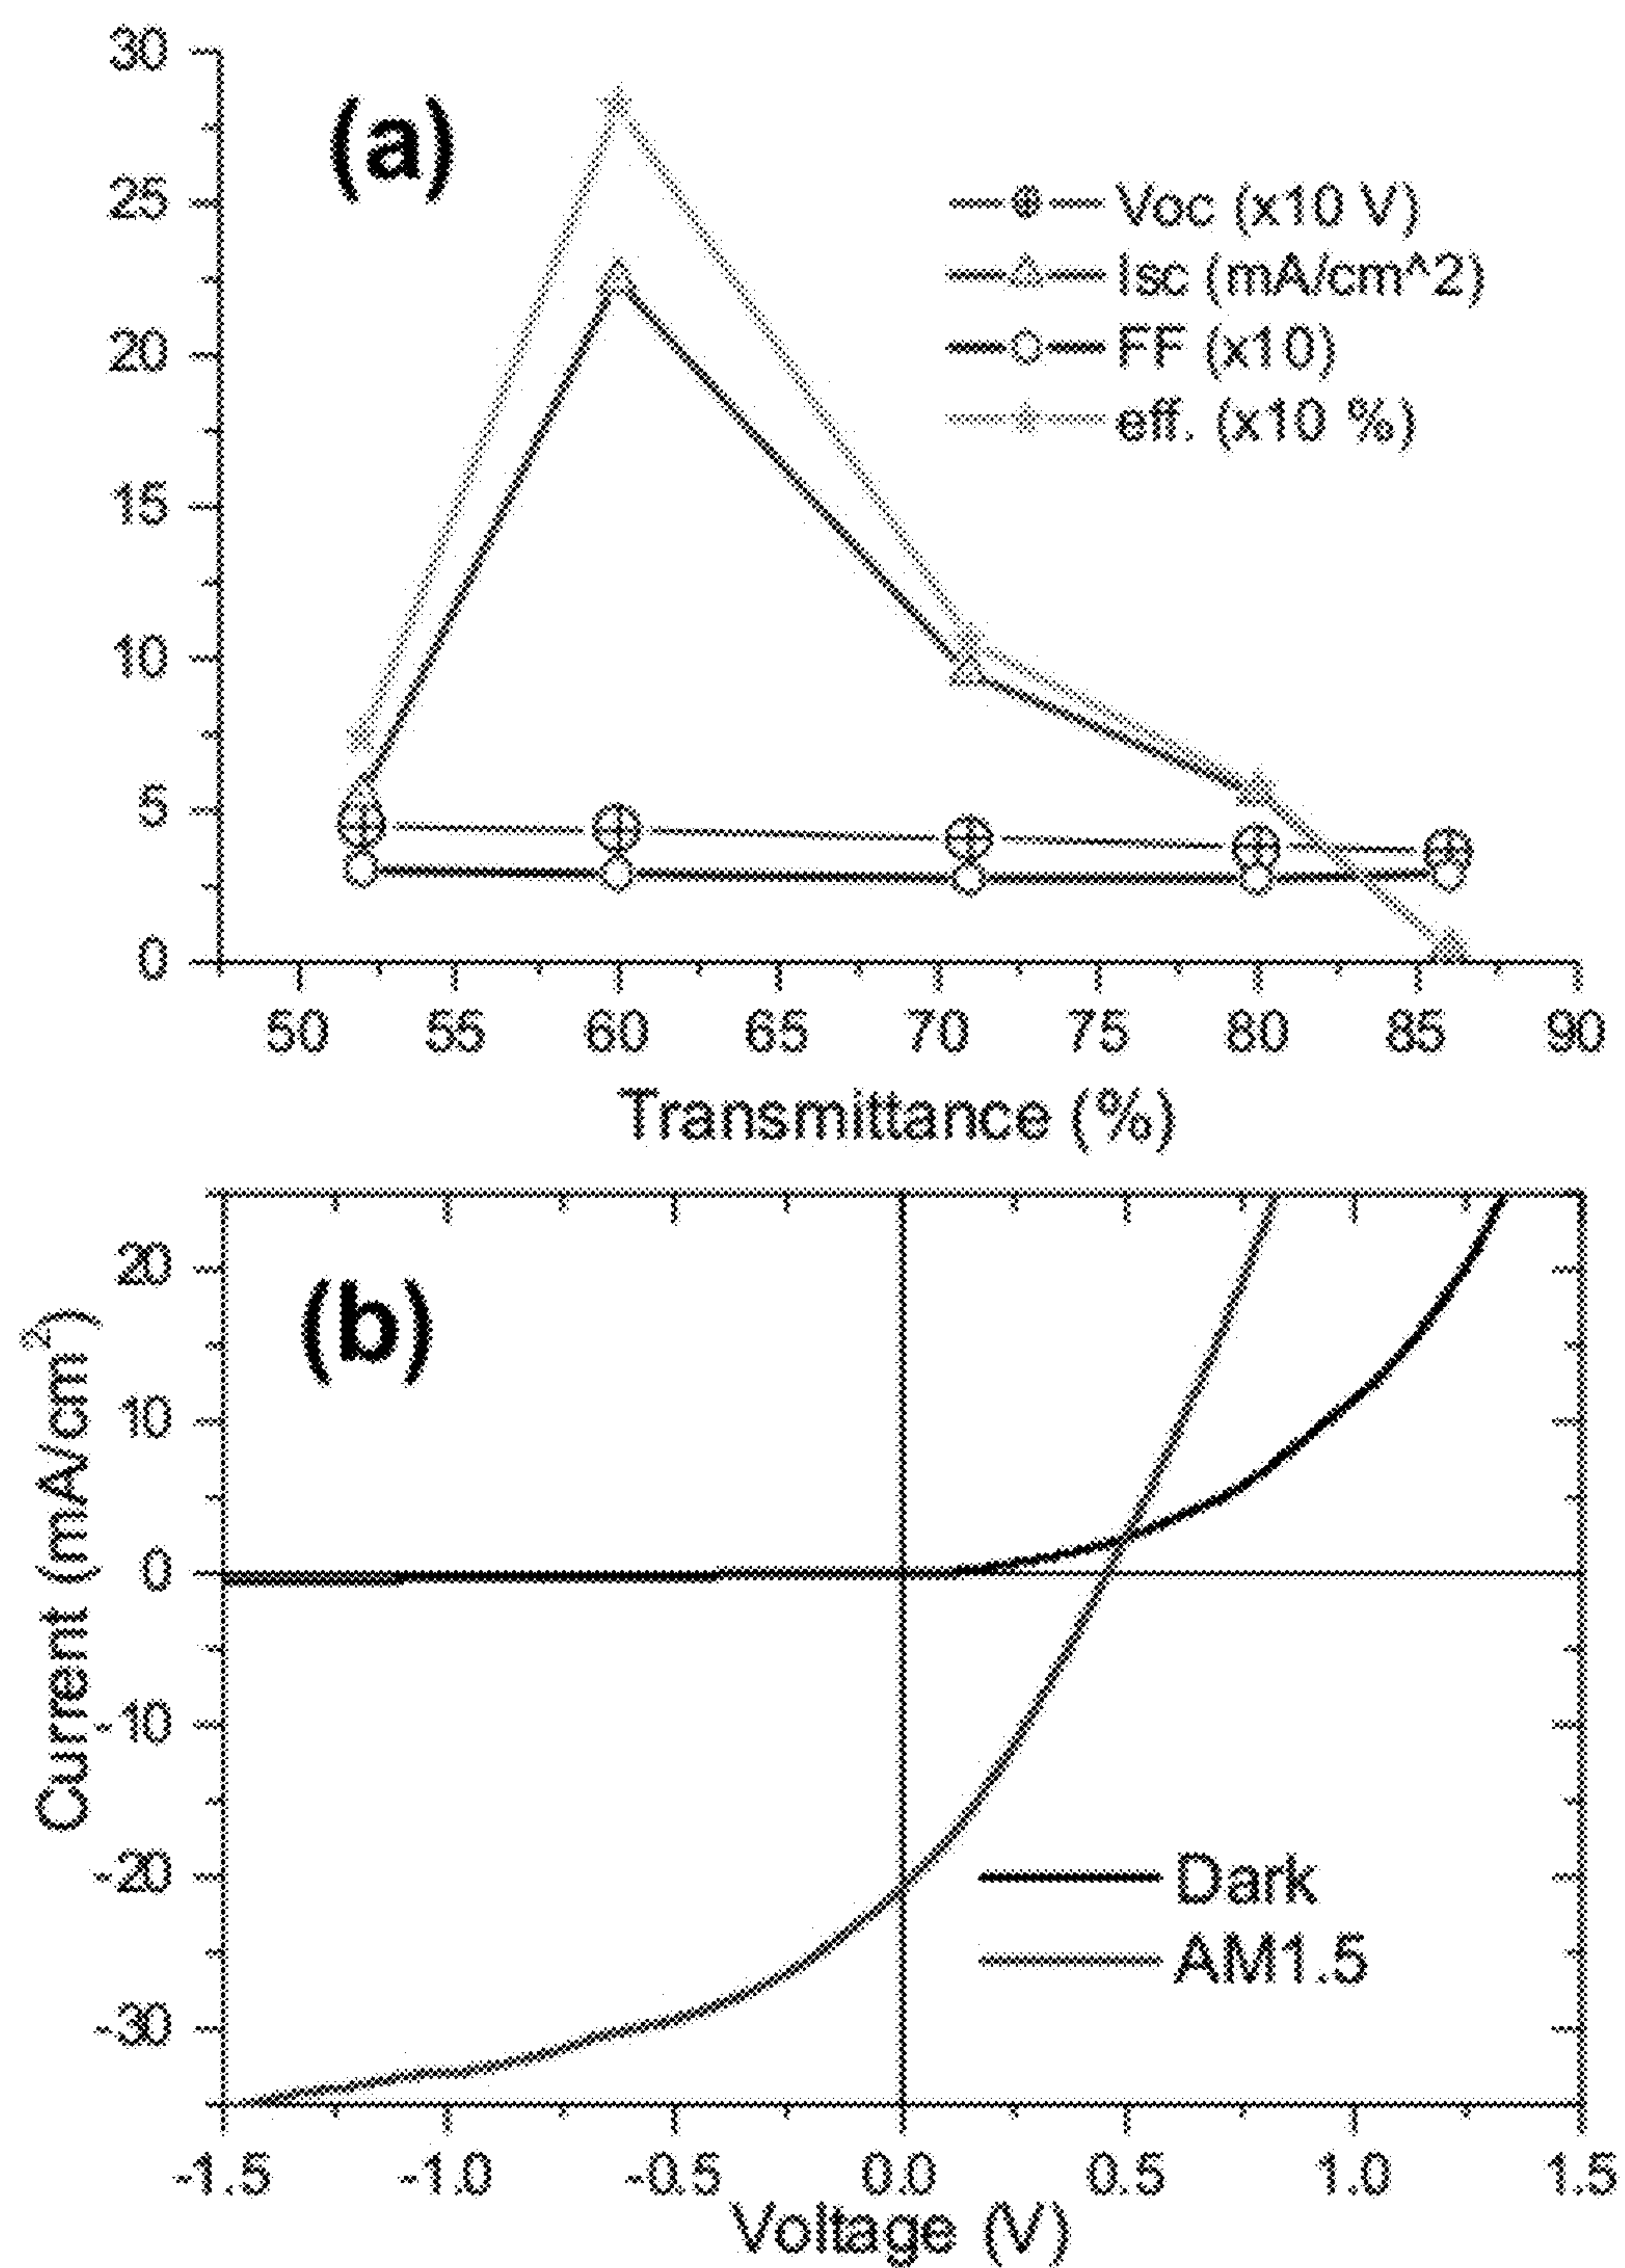 30
(a)
25
Voc (x10 V)
Isc (mA/cm^2)
20
FF (x10)
eff. (x10 %)
15
10
5
0
50 55 60 65 70 75 80 85 90
Transmittance (%)
20
(b)
10
Current (mA/cm²)
0
-10
-20
Dark
AM1.5
-30
-1.5 -1.0 -0.5 0.0 0.5 1.0 1.5
Voltage (V)